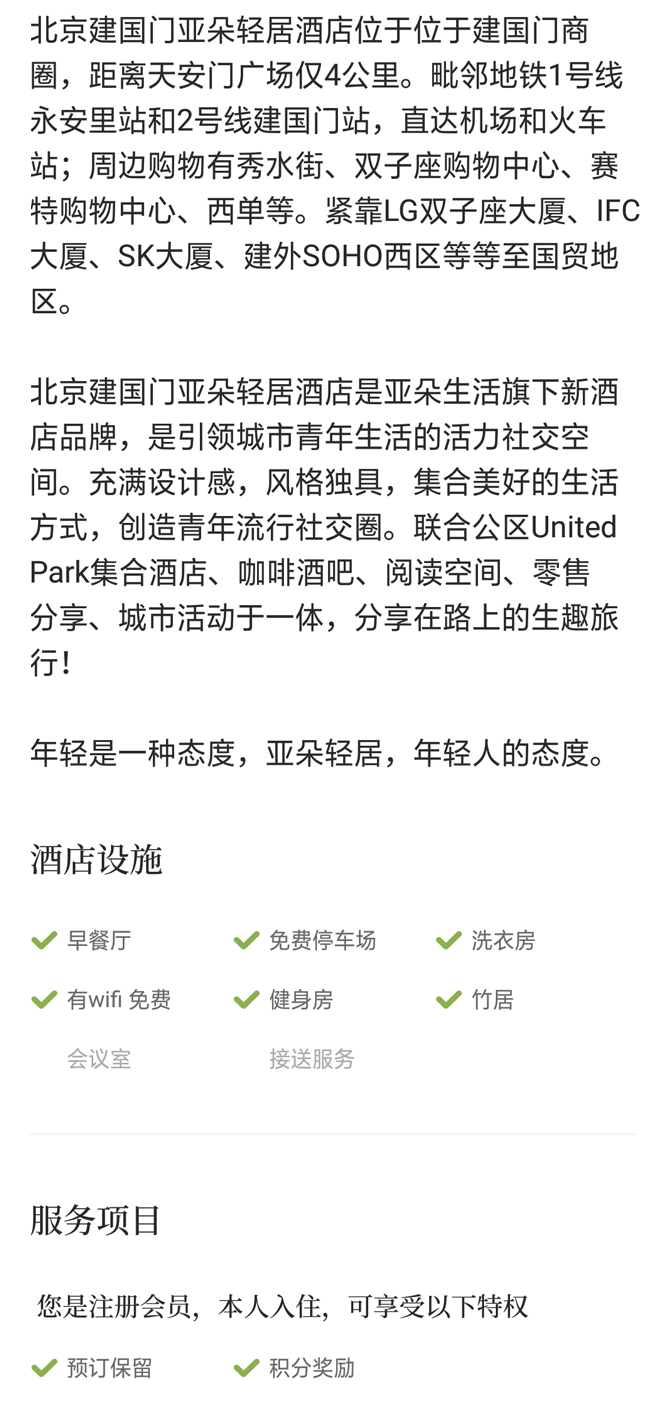 北京建国门亚朵轻居酒店位于位于建国门商
圈，距离天安门广场仅4公里。毗邻地铁1号线
永安里站和2号线建国门站，直达机场和火车
站；周边购物有秀水街、双子座购物中心、赛
特购物中心、西单等。紧靠LG双子座大厦、IFC
大厦、SK大厦、建外SOHO西区等等至国贸地
区。
北京建国门亚朵轻居酒店是亚朵生活旗下新酒
店品牌，是引领城市青年生活的活力社交空
间。充满设计感，风格独具，集合美好的生活
方式，创造青年流行社交圈。联合公区United
Park集合酒店、咖啡酒吧、阅读空间、零售
分享、城市活动于一体，分享在路上的生趣旅
行！
年轻是一种态度，亚朵轻居，年轻人的态度。
酒店设施
早餐厅 免费停车场 洗衣房
有wifi 免费 健身房 竹居
会议室 接送服务
服务项目
您是注册会员，本人入住，可享受以下特权
预订保留 积分奖励